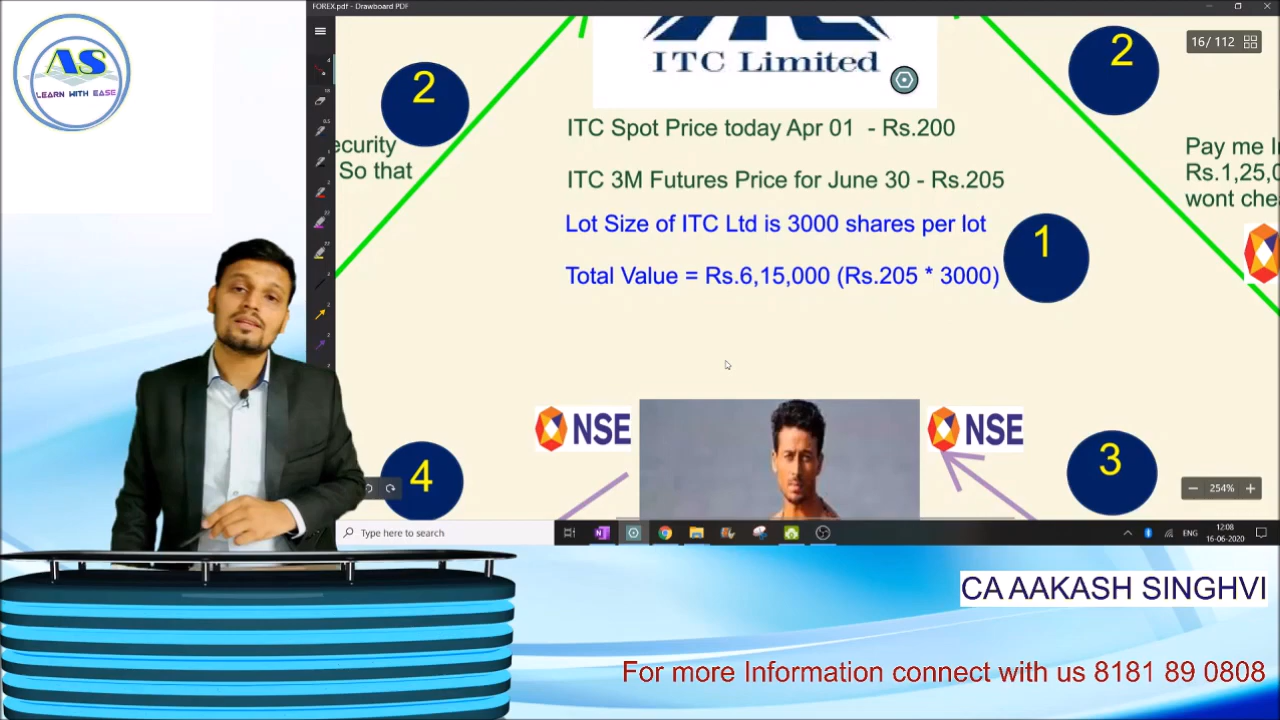 FOREX.pdf - Drawboard PDF
AS
LEARN WITH EASE
16 / 112
2
2
ITC Limited
ITC Spot Price today Apr 01 - Rs.200
ecurity
So that
ITC 3M Futures Price for June 30 - Rs.205
Pay me I
Rs.1,25,0
wont che
Lot Size of ITC Ltd is 3000 shares per lot
1
Total Value = Rs.6,15,000 (Rs.205 * 3000)
NSE
NSE
4
3
254%
Type here to search
ENG
12:08
16-06-2020
CA AAKASH SINGHVI
For more Information connect with us 8181 89 0808